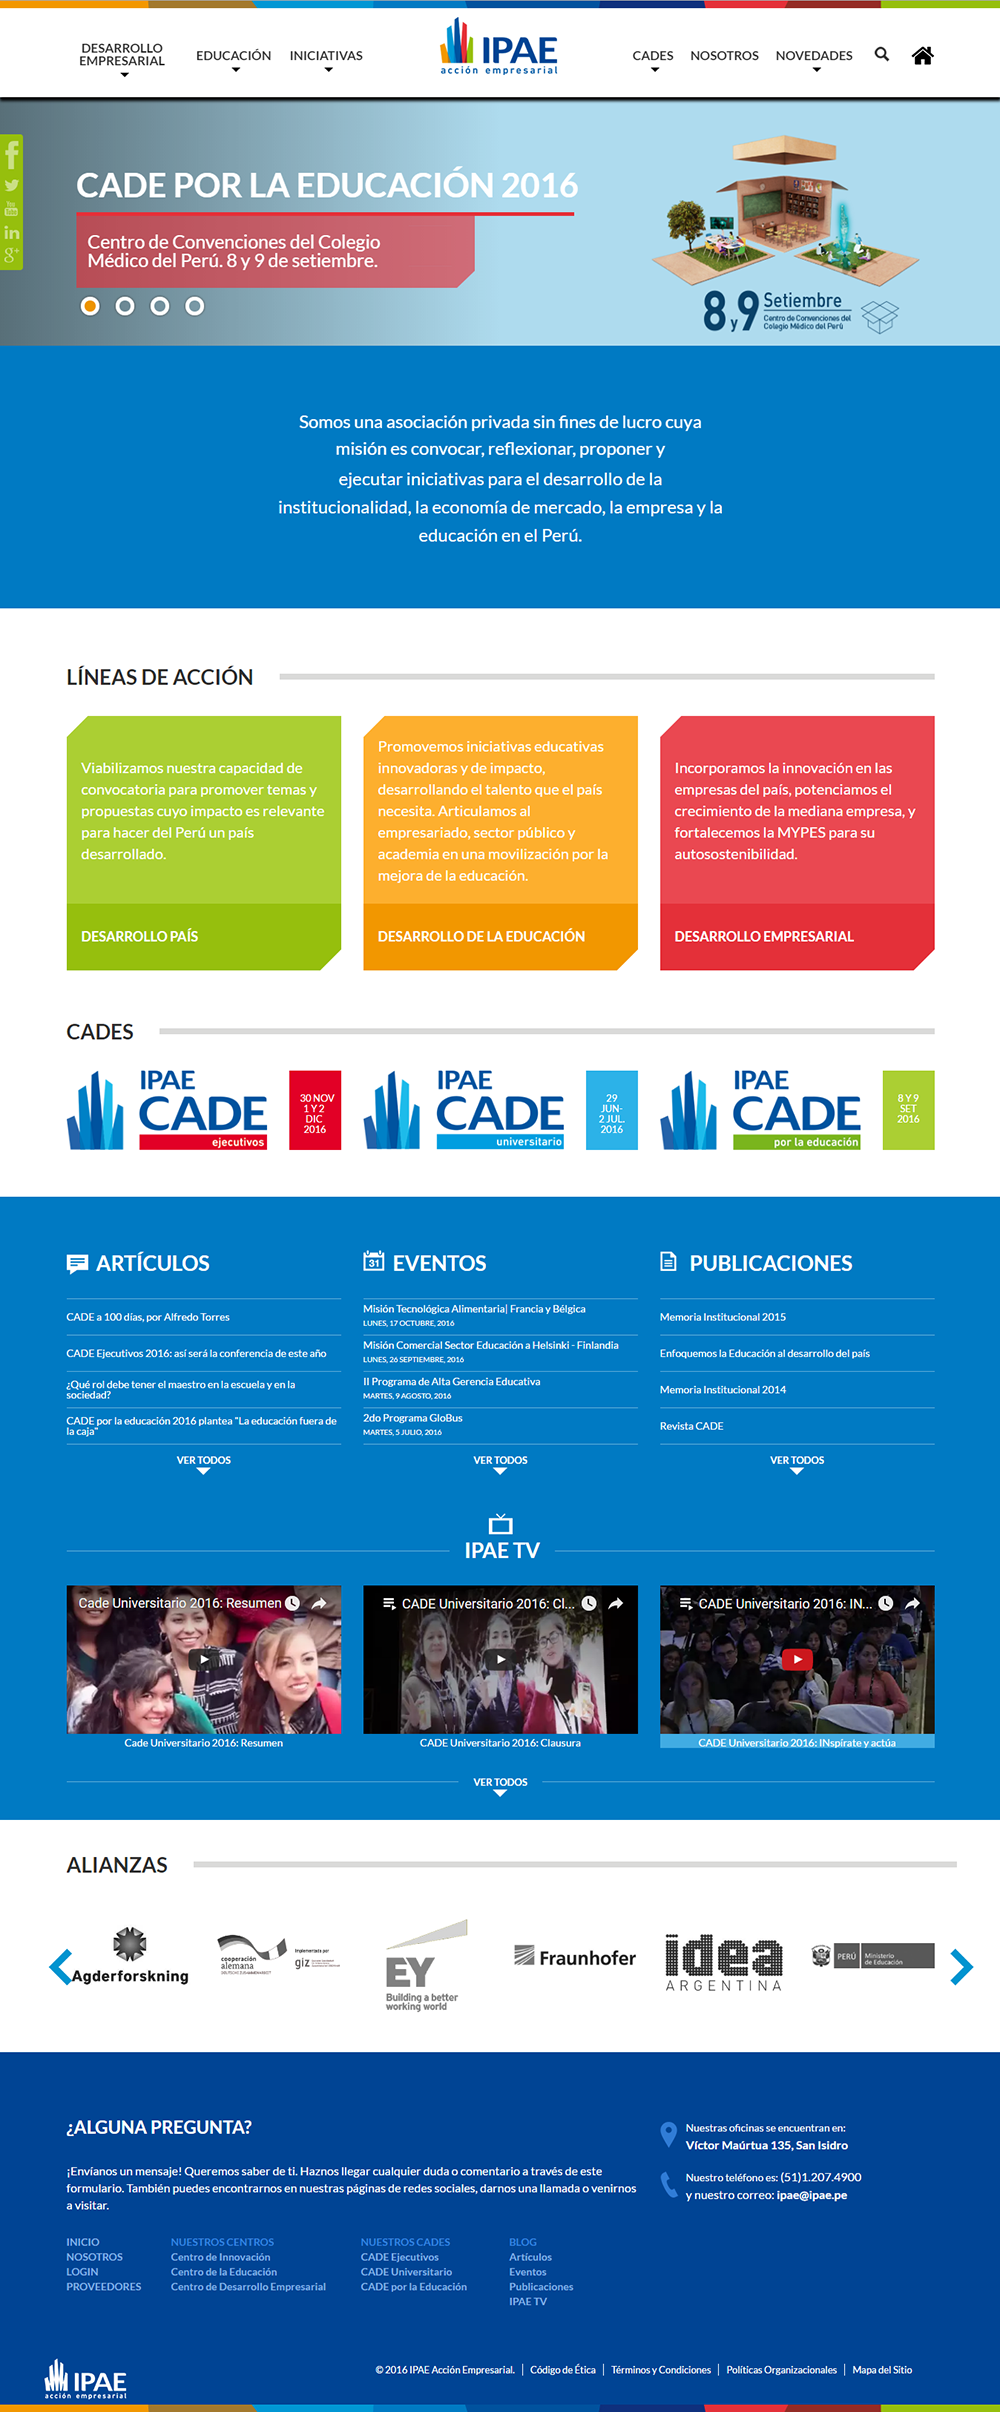 DESARROLLO
EMPRESARIAL
EDUCACIÓN
INICIATIVAS
IPAE
acción empresarial
CADES
NOSOTROS
NOVEDADES
CADE POR LA EDUCACIÓN 2016
Centro de Convenciones del Colegio
Médico del Perú. 8 y 9 de setiembre.
8 y 9 Setiembre
Centro de Convenciones del
Colegio Médico del Perú
Somos una asociación privada sin fines de lucro cuya
misión es convocar, reflexionar, proponer y
ejecutar iniciativas para el desarrollo de la
institucionalidad, la economía de mercado, la empresa y la
educación en el Perú.
LÍNEAS DE ACCIÓN
Viabilizamos nuestra capacidad de
convocatoria para promover temas y
propuestas cuyo impacto es relevante
para hacer del Perú un país
desarrollado.
DESARROLLO PAÍS
Promovemos iniciativas educativas
innovadoras y de impacto,
desarrollando el talento que el país
necesita. Articulamos al
empresariado, sector público y
academia en una movilización por la
mejora de la educación.
DESARROLLO DE LA EDUCACIÓN
Incorporamos la innovación en las
empresas del país, potenciamos el
crecimiento de la mediana empresa, y
fortalecemos la MYPES para su
autosostenibilidad.
DESARROLLO EMPRESARIAL
CADES
IPAE
CADE
ejecutivos
30 NOV
1 Y 2
DIC
2016
IPAE
CADE
universitario
29
JUN-
2 JUL.
2016
IPAE
CADE
por la educación
8 Y 9
SET
2016
ARTÍCULOS
CADE a 100 días, por Alfredo Torres
CADE Ejecutivos 2016: así será la conferencia de este año
¿Qué rol debe tener el maestro en la escuela y en la
sociedad?
CADE por la educación 2016 plantea "La educación fuera de
la caja"
VER TODOS
31
EVENTOS
Misión Tecnológica Alimentaria| Francia y Bélgica
LUNES, 17 OCTUBRE, 2016
Misión Comercial Sector Educación a Helsinki - Finlandia
LUNES, 26 SEPTIEMBRE, 2016
II Programa de Alta Gerencia Educativa
MARTES, 9 AGOSTO, 2016
2do Programa GloBus
MARTES, 5 JULIO, 2016
VER TODOS
PUBLICACIONES
Memoria Institucional 2015
Enfoquemos la Educación al desarrollo del país
Memoria Institucional 2014
Revista CADE
VER TODOS
IPAE TV
Cade Universitario 2016: Resumen
Cade Universitario 2016: Resumen
CADE Universitario 2016: Cl...
CADE Universitario 2016: Clausura
CADE Universitario 2016: IN...
CADE Universitario 2016: INspírate y actúa
VER TODOS
ALIANZAS
Agderforskning
cooperación
alemana
DEUTSCHE ZUSAMMENARBEIT
Implementada por
giz
EY
Building a better
working world
Fraunhofer
idea
ARGENTINA
PERÚ
Ministerio
de Educación
¿ALGUNA PREGUNTA?
¡Envíanos un mensaje! Queremos saber de ti. Haznos llegar cualquier duda o comentario a través de este
formulario. También puedes encontrarnos en nuestras páginas de redes sociales, darnos una llamada o venirnos
a visitar.
Nuestras oficinas se encuentran en:
Víctor Maúrtua 135, San Isidro
Nuestro teléfono es: (51)1.207.4900
y nuestro correo: ipae@ipae.pe
INICIO
NOSOTROS
LOGIN
PROVEEDORES
NUESTROS CENTROS
Centro de Innovación
Centro de la Educación
Centro de Desarrollo Empresarial
NUESTROS CADES
CADE Ejecutivos
CADE Universitario
CADE por la Educación
BLOG
Artículos
Eventos
Publicaciones
IPAE TV
IPAE
acción empresarial
© 2016 IPAE Acción Empresarial. | Código de Ética | Términos y Condiciones | Políticas Organizacionales | Mapa del Sitio